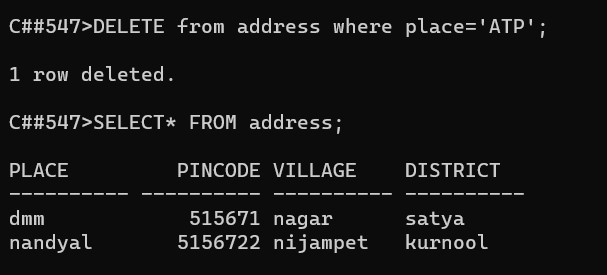 C##547>DELETE from address where place='ATP';
1 row deleted.
C##547>SELECT* FROM address;
PLACE         PINCODE VILLAGE    DISTRICT
---------- ---------- ---------- ----------
dmm            515671 nagar      satya
nandyal       5156722 nijampet   kurnool